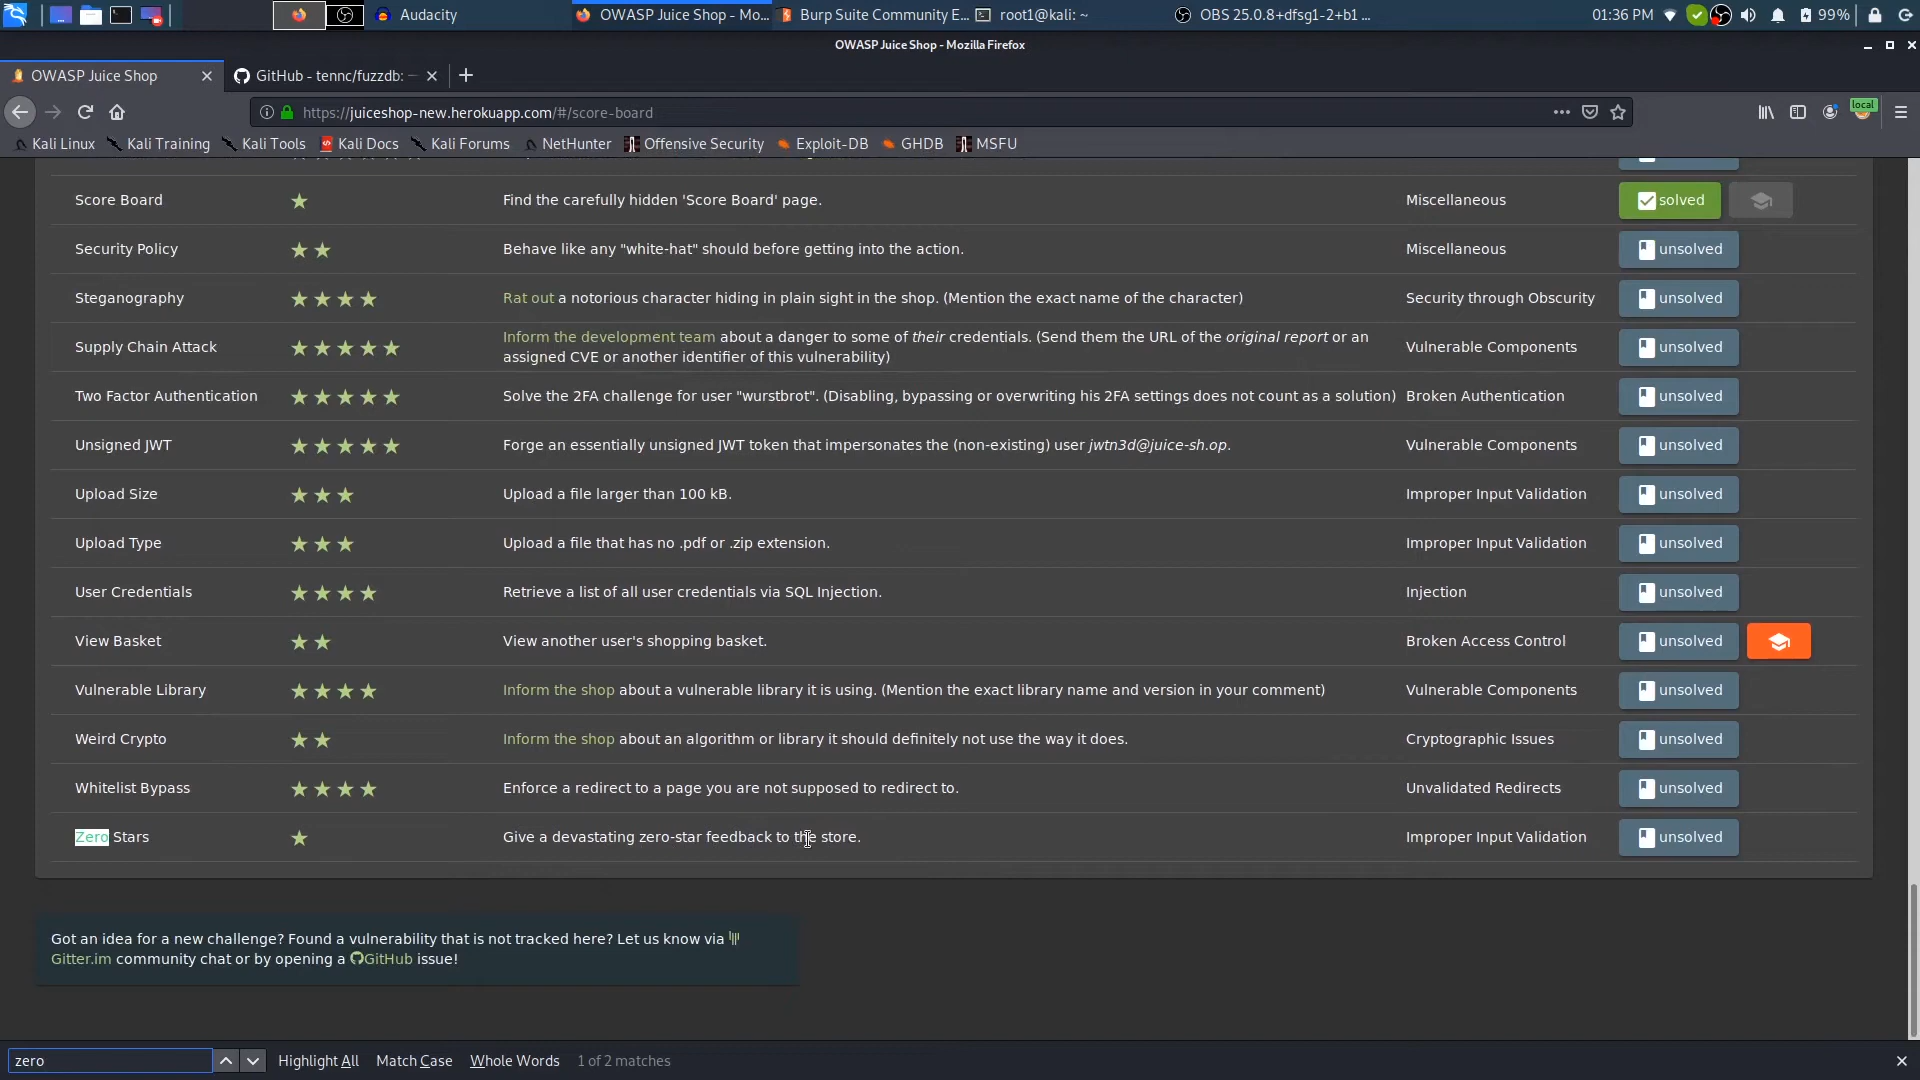 Audacity
OWASP Juice Shop - Mo...
Burp Suite Community E...
root1@kali: ~
OBS 25.0.8+dfsg1-2+b1 ...
01:36 PM
99%
OWASP Juice Shop - Mozilla Firefox
OWASP Juice Shop
GitHub - tennc/fuzzdb: —
https://juiceshop-new.herokuapp.com/#/score-board
local
Kali Linux
Kali Training
Kali Tools
Kali Docs
Kali Forums
NetHunter
Offensive Security
Exploit-DB
GHDB
MSFU
Score Board Find the carefully hidden 'Score Board' page. Miscellaneous solved
Security Policy Behave like any "white-hat" should before getting into the action. Miscellaneous unsolved
Steganography Rat out a notorious character hiding in plain sight in the shop. (Mention the exact name of the character) Security through Obscurity unsolved
Supply Chain Attack Inform the development team about a danger to some of their credentials. (Send them the URL of the original report or an
assigned CVE or another identifier of this vulnerability) Vulnerable Components unsolved
Two Factor Authentication Solve the 2FA challenge for user "wurstbrot". (Disabling, bypassing or overwriting his 2FA settings does not count as a solution) Broken Authentication unsolved
Unsigned JWT Forge an essentially unsigned JWT token that impersonates the (non-existing) user jwtn3d@juice-sh.op. Vulnerable Components unsolved
Upload Size Upload a file larger than 100 kB. Improper Input Validation unsolved
Upload Type Upload a file that has no .pdf or .zip extension. Improper Input Validation unsolved
User Credentials Retrieve a list of all user credentials via SQL Injection. Injection unsolved
View Basket View another user's shopping basket. Broken Access Control unsolved
Vulnerable Library Inform the shop about a vulnerable library it is using. (Mention the exact library name and version in your comment) Vulnerable Components unsolved
Weird Crypto Inform the shop about an algorithm or library it should definitely not use the way it does. Cryptographic Issues unsolved
Whitelist Bypass Enforce a redirect to a page you are not supposed to redirect to. Unvalidated Redirects unsolved
Zero Stars Give a devastating zero-star feedback to the store. Improper Input Validation unsolved
Got an idea for a new challenge? Found a vulnerability that is not tracked here? Let us know via
Gitter.im community chat or by opening a GitHub issue!
zero
Highlight All
Match Case
Whole Words
1 of 2 matches